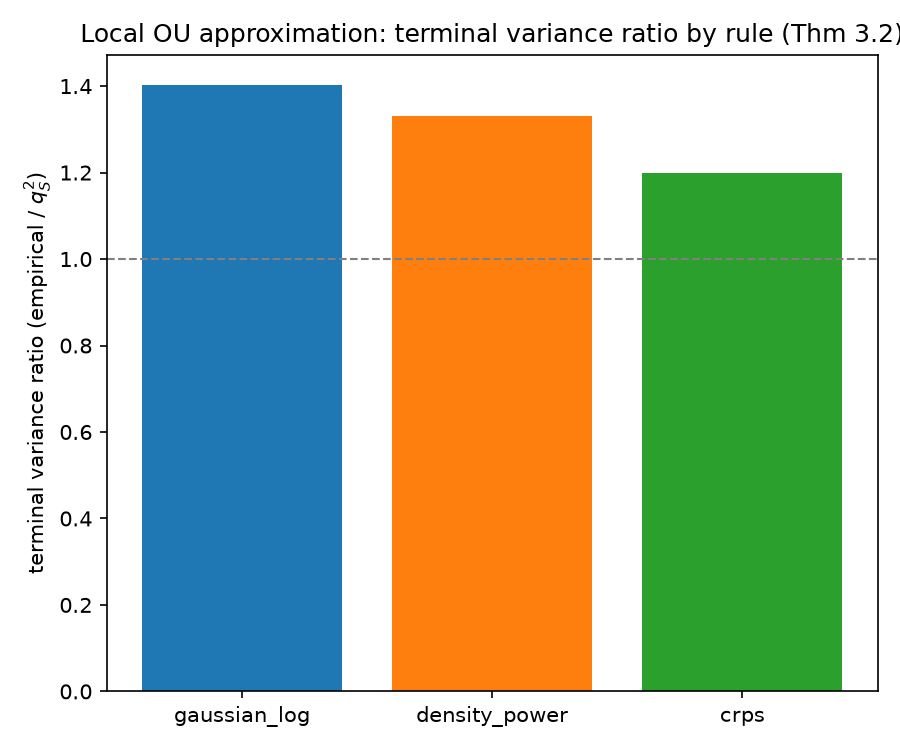 Local OU approximation: terminal variance ratio by rule (Thm 3.2)
terminal variance ratio (empirical / $q_S^2$)
1.4
1.2
1.0
0.8
0.6
0.4
0.2
0.0
gaussian_log
density_power
crps